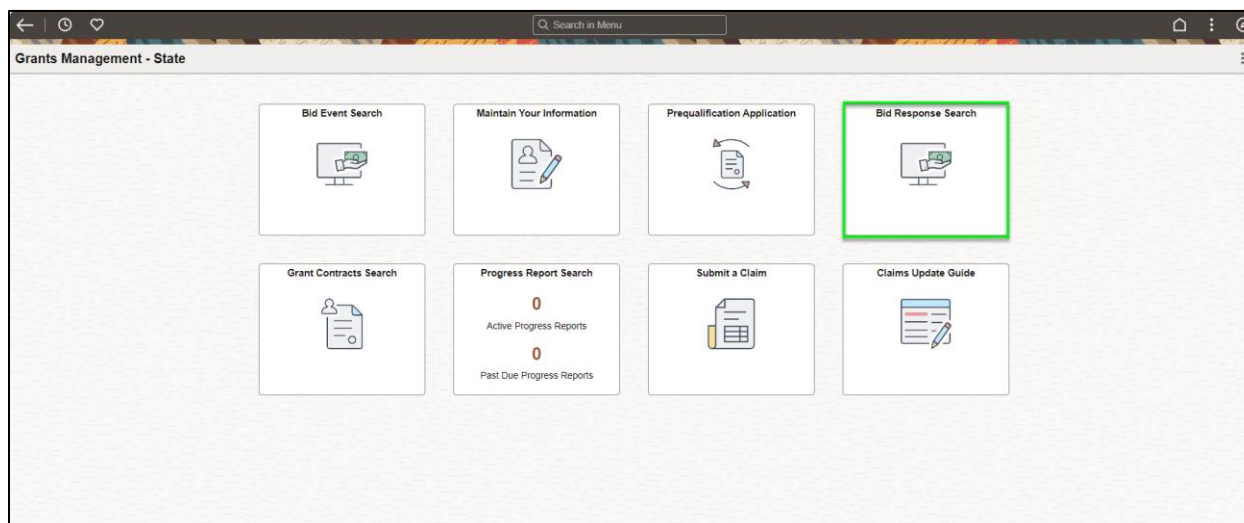 Search in Menu
Grants Management - State
Bid Event Search
Maintain Your Information
Prequalification Application
Bid Response Search
Grant Contracts Search
Progress Report Search
Submit a Claim
Claims Update Guide
0
Active Progress Reports
0
Past Due Progress Reports